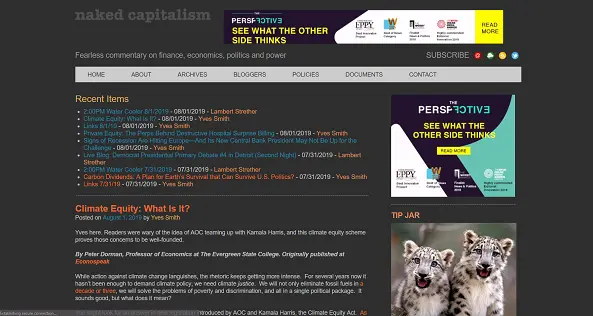 naked capitalism
THE
PERSPECTIVE
SEE WHAT THE OTHER
SIDE THINKS
EPPY
READ
MORE
Fearless commentary on finance, economics, politics and power
SUBSCRIBE
HOME ABOUT ARCHIVES BLOGGERS POLICIES DOCUMENTS CONTACT
Recent Items
2:00PM Water Cooler 8/1/2019 - 08/01/2019 - Lambert Strether
Climate Equity: What Is It? - 08/01/2019 - Yves Smith
Links 8/1/19 - 08/01/2019 - Yves Smith
Private Equity: The Perps Behind Destructive Hospital Surprise Billing - 08/01/2019 - Yves Smith
Signs of Recession Are Hitting Europe—And Its New Central Bank President May Not Be Up for the
Challenge - 08/01/2019 - Yves Smith
Live Blog: Democrat Presidential Primary Debate #4 in Detroit (Second Night) - 07/31/2019 - Lambert
Strether
2:00PM Water Cooler 7/31/2019 - 07/31/2019 - Lambert Strether
Carbon Dividends: A Plan for Earth's Survival that Can Survive U.S. Politics? - 07/31/2019 - Yves Smith
Links 7/31/19 - 07/31/2019 - Yves Smith
Climate Equity: What Is It?
Posted on August 1, 2019 by Yves Smith
Yves here. Readers were wary of the idea of AOC teaming up with Kamala Harris, and this climate equity scheme
proves those concerns to be well-founded.
By Peter Dorman, Professor of Economics at The Evergreen State College. Originally published at
Econospeak
While action against climate change languishes, the rhetoric keeps getting more intense. For several years now it
hasn't been enough to demand climate policy; we need climate justice. We will not only eliminate fossil fuels in a
decade or three, we will solve the problems of poverty and discrimination, and all in a single political package. It
sounds good, but what does it mean?
introduced by AOC and Kamala Harris, the Climate Equity Act. As
THE
PERSPECTIVE
SEE WHAT THE
OTHER SIDE THINKS
READ MORE
EPPY
TIP JAR